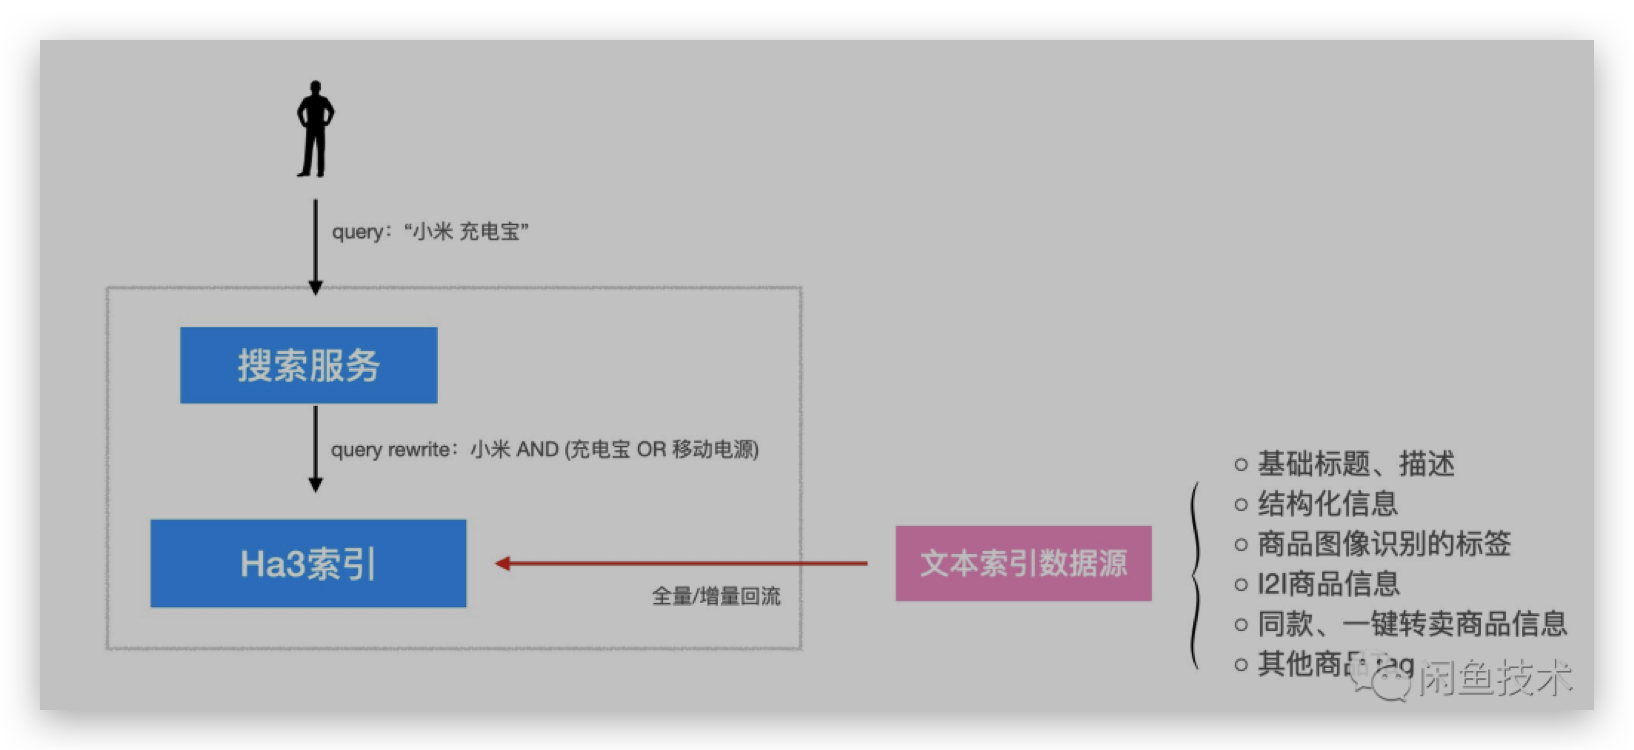 query：“小米 充电宝”
搜索服务
query rewrite：小米 AND (充电宝 OR 移动电源)
Ha3索引
全量/增量回流
文本索引数据源
○ 基础标题、描述
○ 结构化信息
○ 商品图像识别的标签
○ I2I商品信息
○ 同款、一键转卖商品信息
○ 其他商品Tag
闲鱼技术